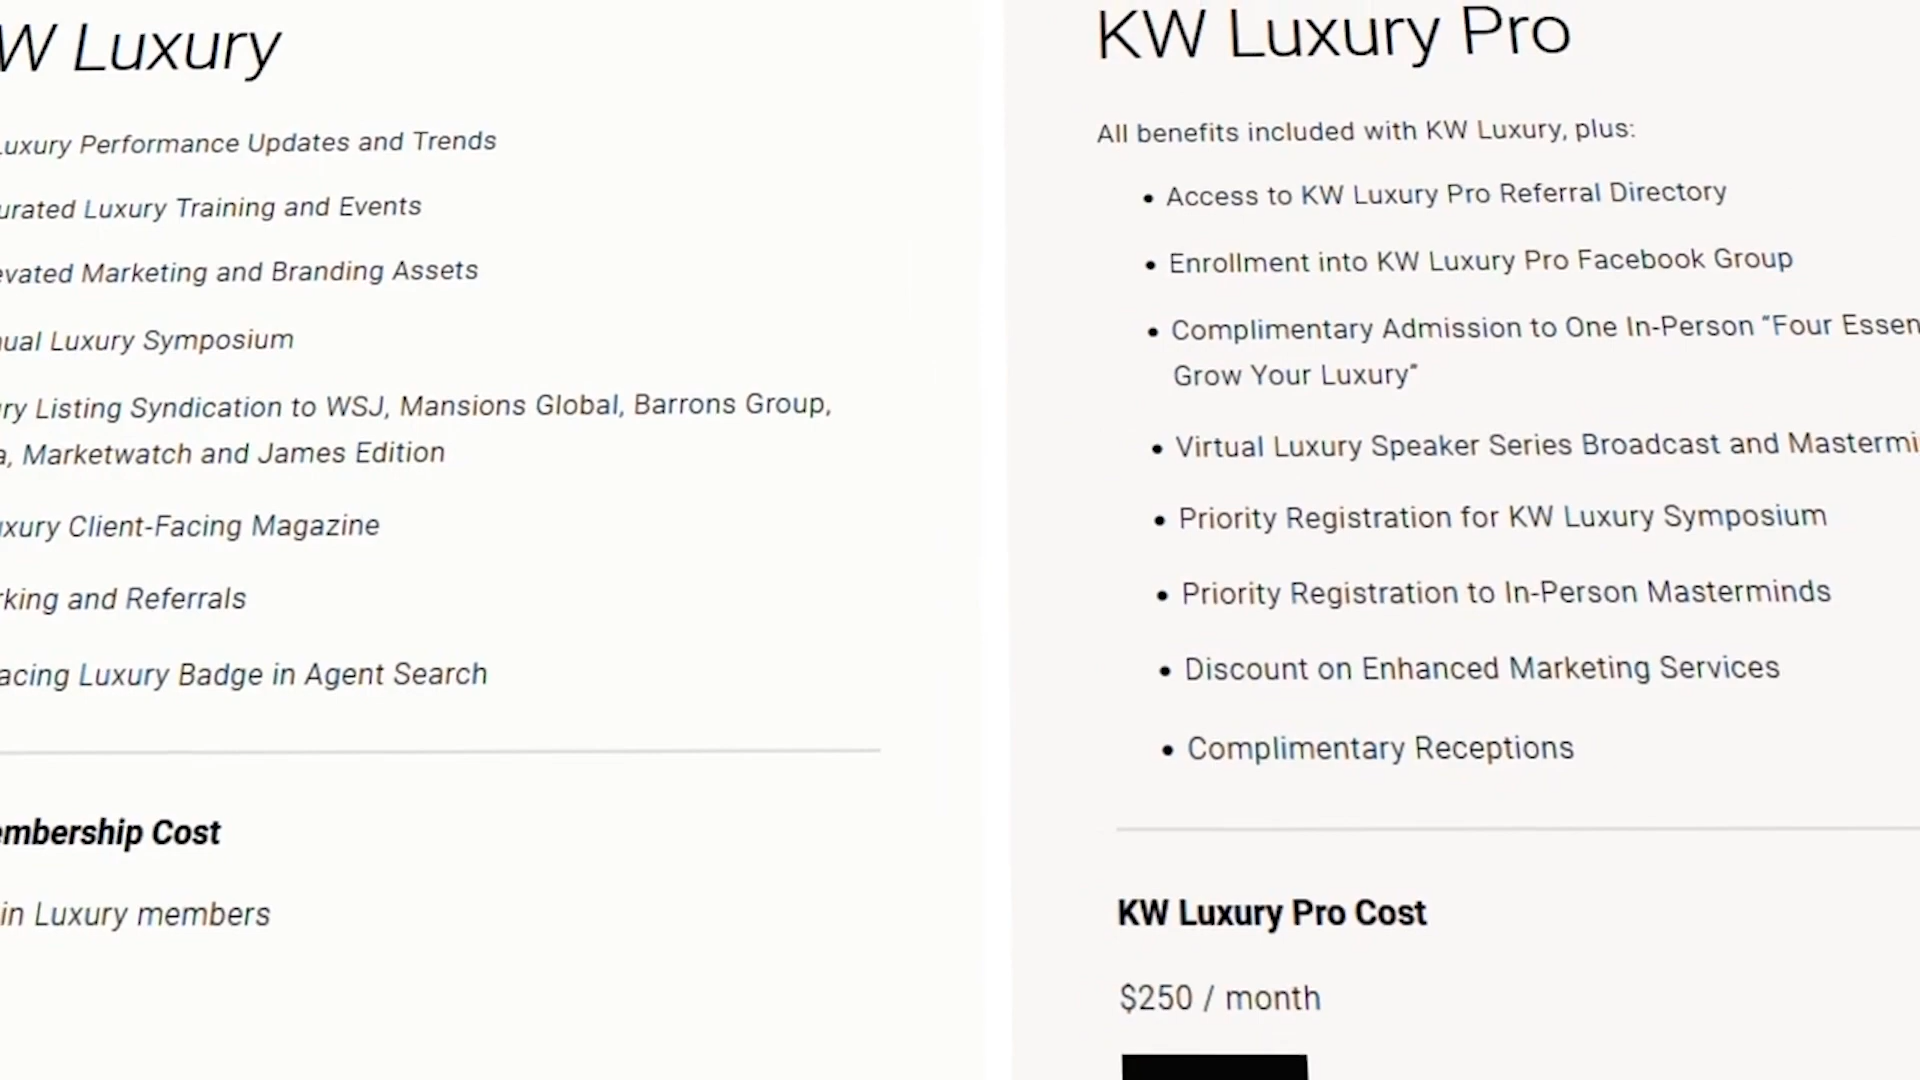 W Luxury
Luxury Performance Updates and Trends
urated Luxury Training and Events
evated Marketing and Branding Assets
ual Luxury Symposium
ry Listing Syndication to WSJ, Mansions Global, Barrons Group,
a, Marketwatch and James Edition
uxury Client-Facing Magazine
rking and Referrals
acing Luxury Badge in Agent Search
embership Cost
in Luxury members
KW Luxury Pro
All benefits included with KW Luxury, plus:
• Access to KW Luxury Pro Referral Directory
• Enrollment into KW Luxury Pro Facebook Group
• Complimentary Admission to One In-Person “Four Essen
Grow Your Luxury”
• Virtual Luxury Speaker Series Broadcast and Mastermi
• Priority Registration for KW Luxury Symposium
• Priority Registration to In-Person Masterminds
• Discount on Enhanced Marketing Services
• Complimentary Receptions
KW Luxury Pro Cost
$250 / month